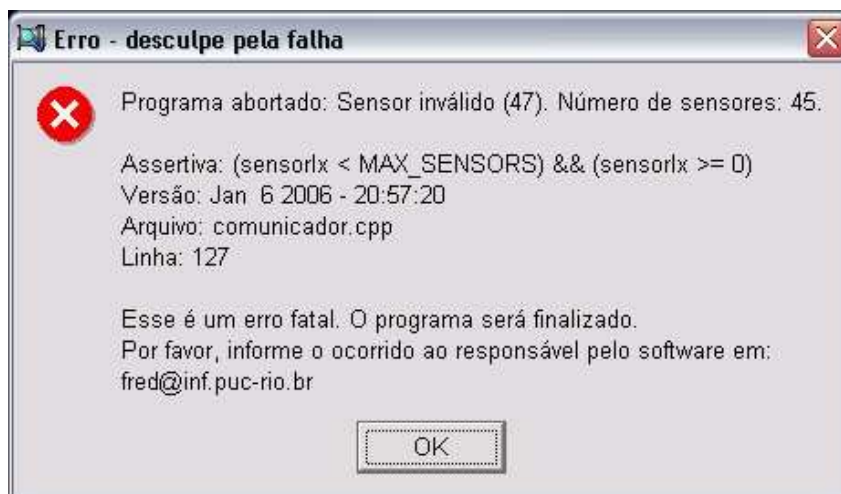 Erro - desculpe pela falha
Programa abortado: Sensor inválido (47). Número de sensores: 45.
Assertiva: (sensorIx < MAX_SENSORS) && (sensorIx >= 0)
Versão: Jan 6 2006 - 20:57:20
Arquivo: comunicador.cpp
Linha: 127
Esse é um erro fatal. O programa será finalizado.
Por favor, informe o ocorrido ao responsável pelo software em:
fred@inf.puc-rio.br
OK